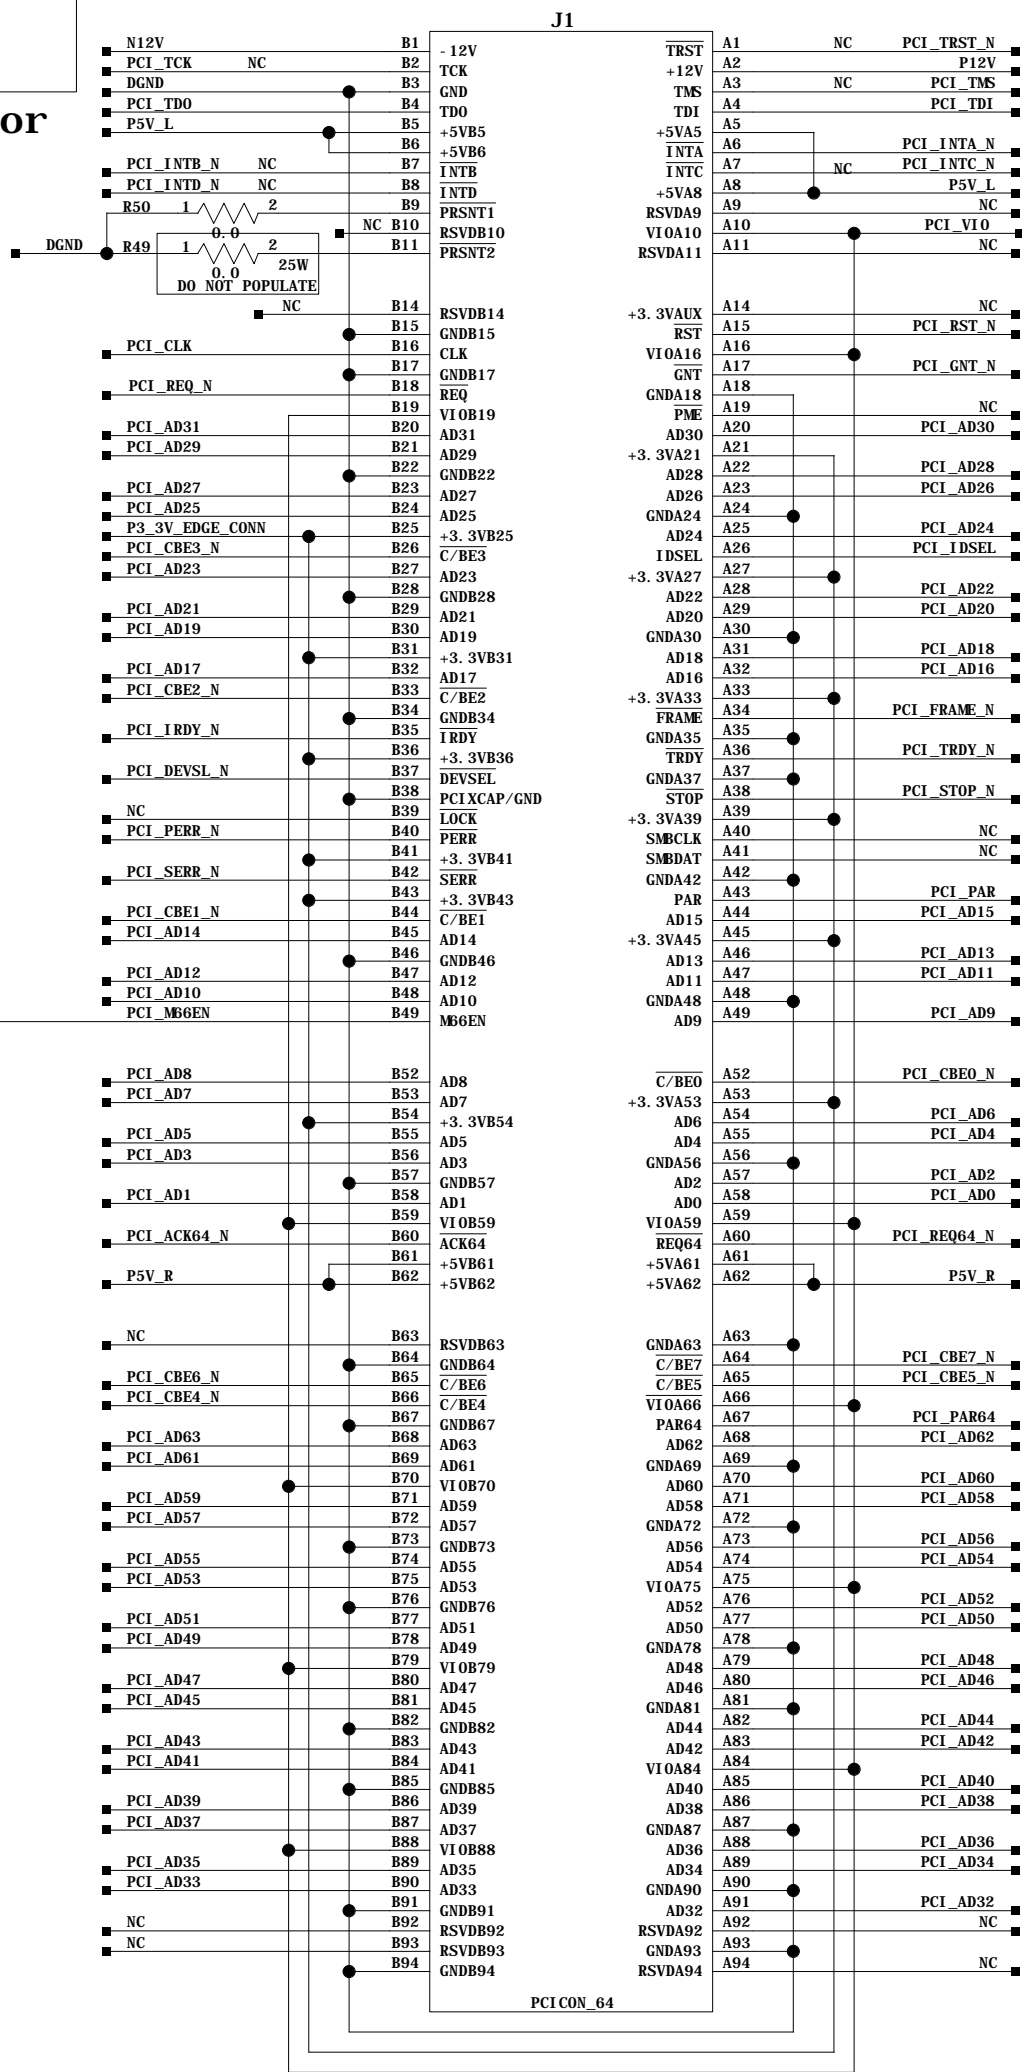 J1
or
N12V B1 -12V TRST A1 NC PCI_TRST_N
PCI_TCK NC B2 TCK +12V A2 P12V
DGND B3 GND TMS A3 NC PCI_TMS
PCI_TDO B4 TDO TDI A4 PCI_TDI
P5V_L B5 +5VB5 +5VA5 A5
B6 +5VB6 INTA A6 PCI_INTA_N
PCI_INTB_N NC B7 INTB INTC A7 NC PCI_INTC_N
PCI_INTD_N NC B8 INTD +5VA8 A8 P5V_L
R50 1 2 B9 PRSNT1 RSVDA9 A9 NC
0.0 NC B10 RSVDB10 VIOA10 A10 PCI_VIO
DGND R49 1 2 B11 PRSNT2 RSVDA11 A11 NC
0.0 25W
DO NOT POPULATE
NC B14 RSVDB14 +3.3VAUX A14 NC
B15 GNDB15 RST A15 PCI_RST_N
PCI_CLK B16 CLK VIOA16 A16
B17 GNDB17 GNT A17 PCI_GNT_N
PCI_REQ_N B18 REQ GNDA18 A18
B19 VIOB19 PME A19 NC
PCI_AD31 B20 AD31 AD30 A20 PCI_AD30
PCI_AD29 B21 AD29 +3.3VA21 A21
B22 GNDB22 AD28 A22 PCI_AD28
PCI_AD27 B23 AD27 AD26 A23 PCI_AD26
PCI_AD25 B24 AD25 GNDA24 A24
P3_3V_EDGE_CONN B25 +3.3VB25 AD24 A25 PCI_AD24
PCI_CBE3_N B26 C/BE3 IDSEL A26 PCI_IDSEL
PCI_AD23 B27 AD23 +3.3VA27 A27
B28 GNDB28 AD22 A28 PCI_AD22
PCI_AD21 B29 AD21 AD20 A29 PCI_AD20
PCI_AD19 B30 AD19 GNDA30 A30
B31 +3.3VB31 AD18 A31 PCI_AD18
PCI_AD17 B32 AD17 AD16 A32 PCI_AD16
PCI_CBE2_N B33 C/BE2 +3.3VA33 A33
B34 GNDB34 FRAME A34 PCI_FRAME_N
PCI_IRDY_N B35 IRDY GNDA35 A35
B36 +3.3VB36 TRDY A36 PCI_TRDY_N
PCI_DEVSL_N B37 DEVSEL GNDA37 A37
B38 PCIXCAP/GND STOP A38 PCI_STOP_N
NC B39 LOCK +3.3VA39 A39
PCI_PERR_N B40 PERR SMBCLK A40 NC
B41 +3.3VB41 SMBDAT A41 NC
PCI_SERR_N B42 SERR GNDA42 A42
B43 +3.3VB43 PAR A43 PCI_PAR
PCI_CBE1_N B44 C/BE1 AD15 A44 PCI_AD15
PCI_AD14 B45 AD14 +3.3VA45 A45
B46 GNDB46 AD13 A46 PCI_AD13
PCI_AD12 B47 AD12 AD11 A47 PCI_AD11
PCI_AD10 B48 AD10 GNDA48 A48
PCI_M66EN B49 M66EN AD9 A49 PCI_AD9
PCI_AD8 B52 AD8 C/BE0 A52 PCI_CBE0_N
PCI_AD7 B53 AD7 +3.3VA53 A53
B54 +3.3VB54 AD6 A54 PCI_AD6
PCI_AD5 B55 AD5 AD4 A55 PCI_AD4
PCI_AD3 B56 AD3 GNDA56 A56
B57 GNDB57 AD2 A57 PCI_AD2
PCI_AD1 B58 AD1 AD0 A58 PCI_AD0
B59 VIOB59 VIOA59 A59
PCI_ACK64_N B60 ACK64 REQ64 A60 PCI_REQ64_N
B61 +5VB61 +5VA61 A61
P5V_R B62 +5VB62 +5VA62 A62 P5V_R
NC B63 RSVDB63 GNDA63 A63
B64 GNDB64 C/BE7 A64 PCI_CBE7_N
PCI_CBE6_N B65 C/BE6 C/BE5 A65 PCI_CBE5_N
PCI_CBE4_N B66 C/BE4 VIOA66 A66
B67 GNDB67 PAR64 A67 PCI_PAR64
PCI_AD63 B68 AD63 AD62 A68 PCI_AD62
PCI_AD61 B69 AD61 GNDA69 A69
B70 VIOB70 AD60 A70 PCI_AD60
PCI_AD59 B71 AD59 AD58 A71 PCI_AD58
PCI_AD57 B72 AD57 GNDA72 A72
B73 GNDB73 AD56 A73 PCI_AD56
PCI_AD55 B74 AD55 AD54 A74 PCI_AD54
PCI_AD53 B75 AD53 VIOA75 A75
B76 GNDB76 AD52 A76 PCI_AD52
PCI_AD51 B77 AD51 AD50 A77 PCI_AD50
PCI_AD49 B78 AD49 GNDA78 A78
B79 VIOB79 AD48 A79 PCI_AD48
PCI_AD47 B80 AD47 AD46 A80 PCI_AD46
PCI_AD45 B81 AD45 GNDA81 A81
B82 GNDB82 AD44 A82 PCI_AD44
PCI_AD43 B83 AD43 AD42 A83 PCI_AD42
PCI_AD41 B84 AD41 VIOA84 A84
B85 GNDB85 AD40 A85 PCI_AD40
PCI_AD39 B86 AD39 AD38 A86 PCI_AD38
PCI_AD37 B87 AD37 GNDA87 A87
B88 VIOB88 AD36 A88 PCI_AD36
PCI_AD35 B89 AD35 AD34 A89 PCI_AD34
PCI_AD33 B90 AD33 GNDA90 A90
B91 GNDB91 AD32 A91 PCI_AD32
NC B92 RSVDB92 RSVDA92 A92 NC
NC B93 RSVDB93 GNDA93 A93
B94 GNDB94 RSVDA94 A94 NC
PCICON_64